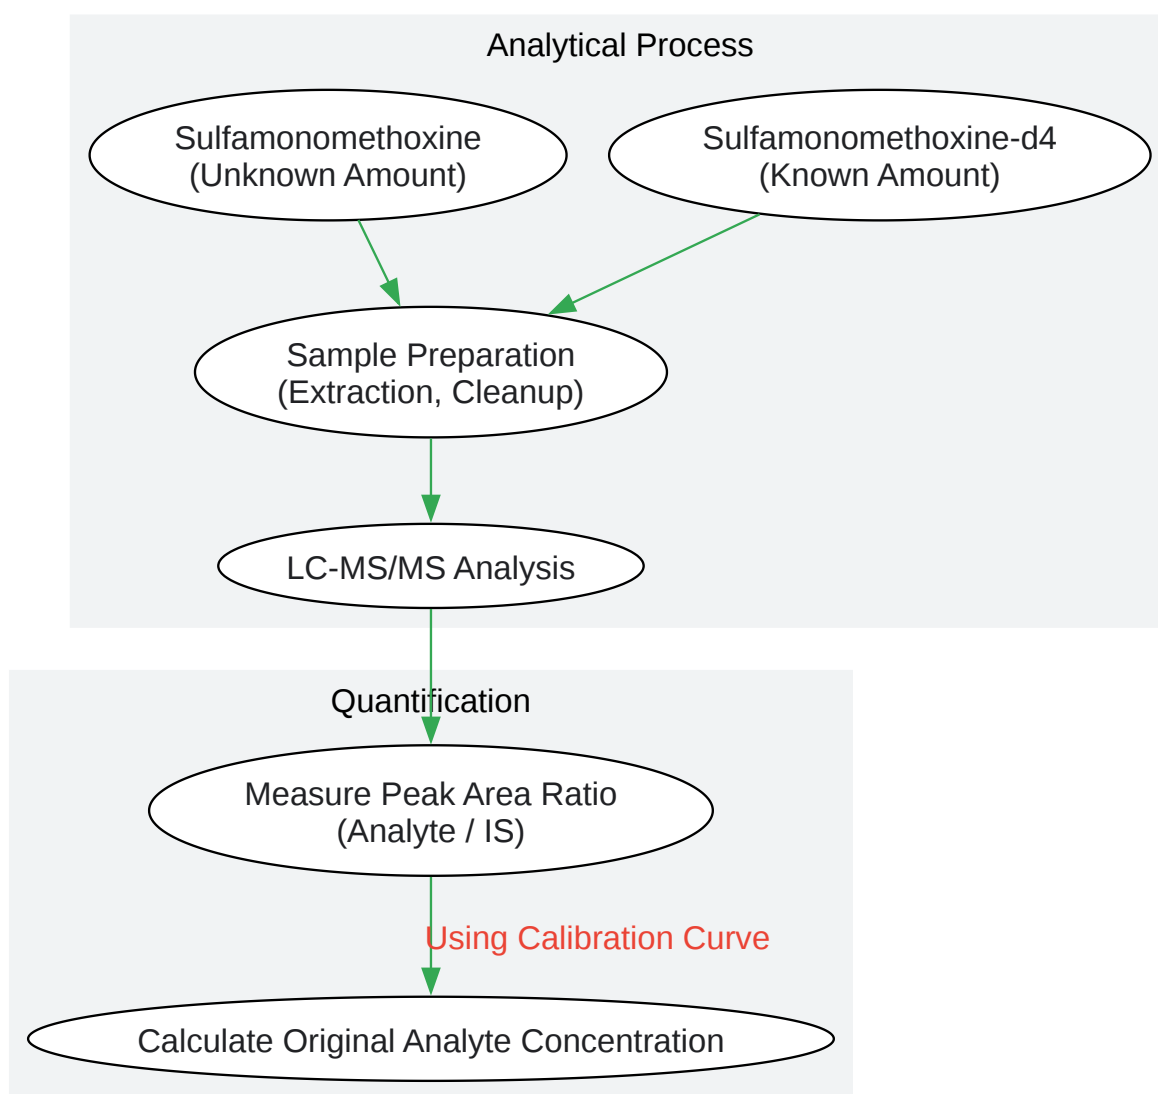 Analytical Process
Sulfamonomethoxine
(Unknown Amount)
Sulfamonomethoxine-d4
(Known Amount)
Sample Preparation
(Extraction, Cleanup)
LC-MS/MS Analysis
Quantification
Measure Peak Area Ratio
(Analyte / IS)
Using Calibration Curve
Calculate Original Analyte Concentration